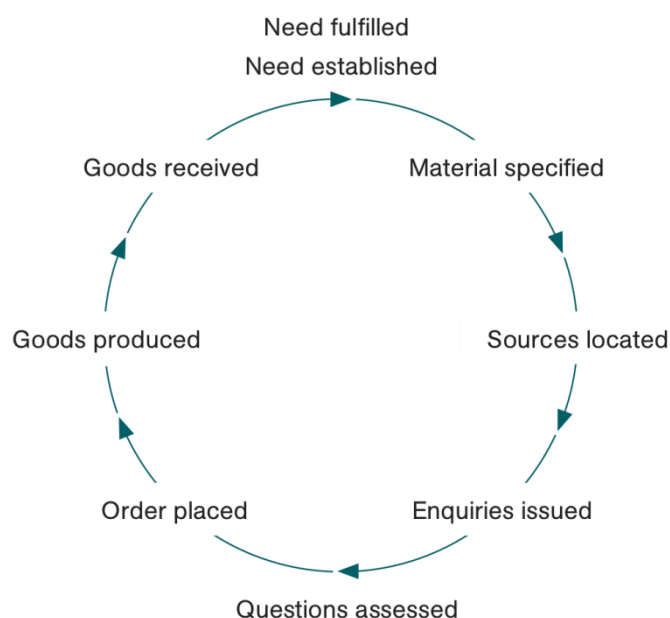 Need fulfilled
Need established
Goods received
Material specified
Goods produced
Sources located
Order placed
Enquiries issued
Questions assessed